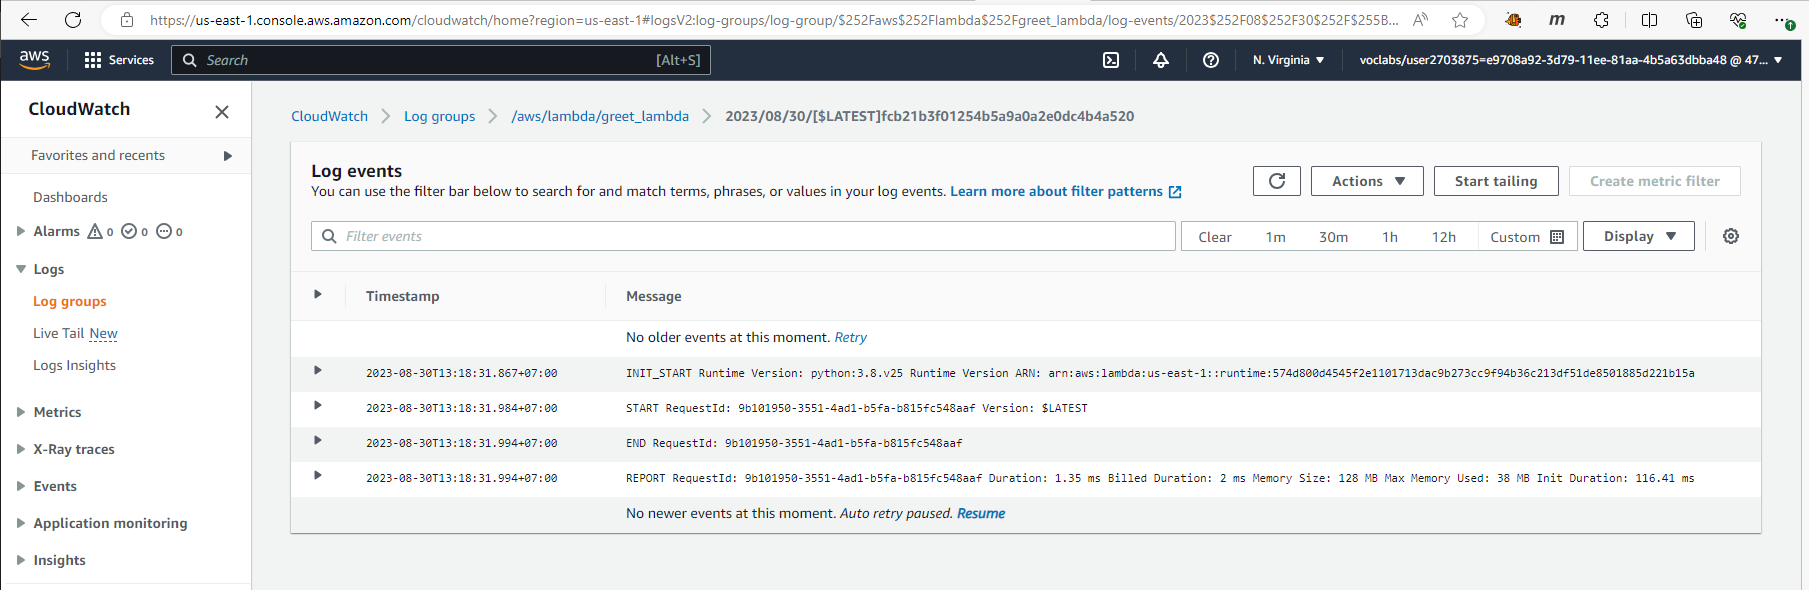 https://us-east-1.console.aws.amazon.com/cloudwatch/home?region=us-east-1#logsV2:log-groups/log-group/$252Faws$252Flambda$252Fgreet_lambda/log-events/2023$252F08$252F30$252F$255B...
aws Services Search [Alt+S] N. Virginia voclabs/user2703875=e9708a92-3d79-11ee-81aa-4b5a63dbba48 @ 47...
CloudWatch
Favorites and recents
Dashboards
Alarms 0 0 0
Logs
Log groups
Live Tail New
Logs Insights
Metrics
X-Ray traces
Events
Application monitoring
Insights
CloudWatch Log groups /aws/lambda/greet_lambda 2023/08/30/[$LATEST]fcb21b3f01254b5a9a0a2e0dc4b4a520
Log events
You can use the filter bar below to search for and match terms, phrases, or values in your log events. Learn more about filter patterns
Actions Start tailing Create metric filter
Filter events Clear 1m 30m 1h 12h Custom Display
Timestamp Message
No older events at this moment. Retry
2023-08-30T13:18:31.867+07:00 INIT_START Runtime Version: python:3.8.v25 Runtime Version ARN: arn:aws:lambda:us-east-1::runtime:574d800d4545f2e1101713dac9b273cc9f94b36c213df51de8501885d221b15a
2023-08-30T13:18:31.984+07:00 START RequestId: 9b101950-3551-4ad1-b5fa-b815fc548aaf Version: $LATEST
2023-08-30T13:18:31.994+07:00 END RequestId: 9b101950-3551-4ad1-b5fa-b815fc548aaf
2023-08-30T13:18:31.994+07:00 REPORT RequestId: 9b101950-3551-4ad1-b5fa-b815fc548aaf Duration: 1.35 ms Billed Duration: 2 ms Memory Size: 128 MB Max Memory Used: 38 MB Init Duration: 116.41 ms
No newer events at this moment. Auto retry paused. Resume